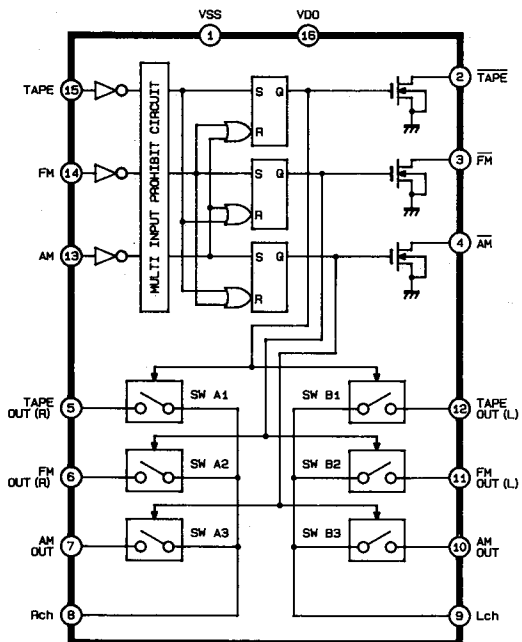 VSS VDD
1 16
TAPE 15
FM 14
AM 13
MULTI INPUT PROHIBIT CIRCUIT
S Q
R
S Q
R
S Q
R
2 TAPE
3 FM
4 AM
TAPE
OUT (R) 5
SW A1
SW B1
12 TAPE
OUT (L)
FM
OUT (R) 6
SW A2
SW B2
11 FM
OUT (L)
AM
OUT 7
SW A3
SW B3
10 AM
OUT
Rch 8
9 Lch